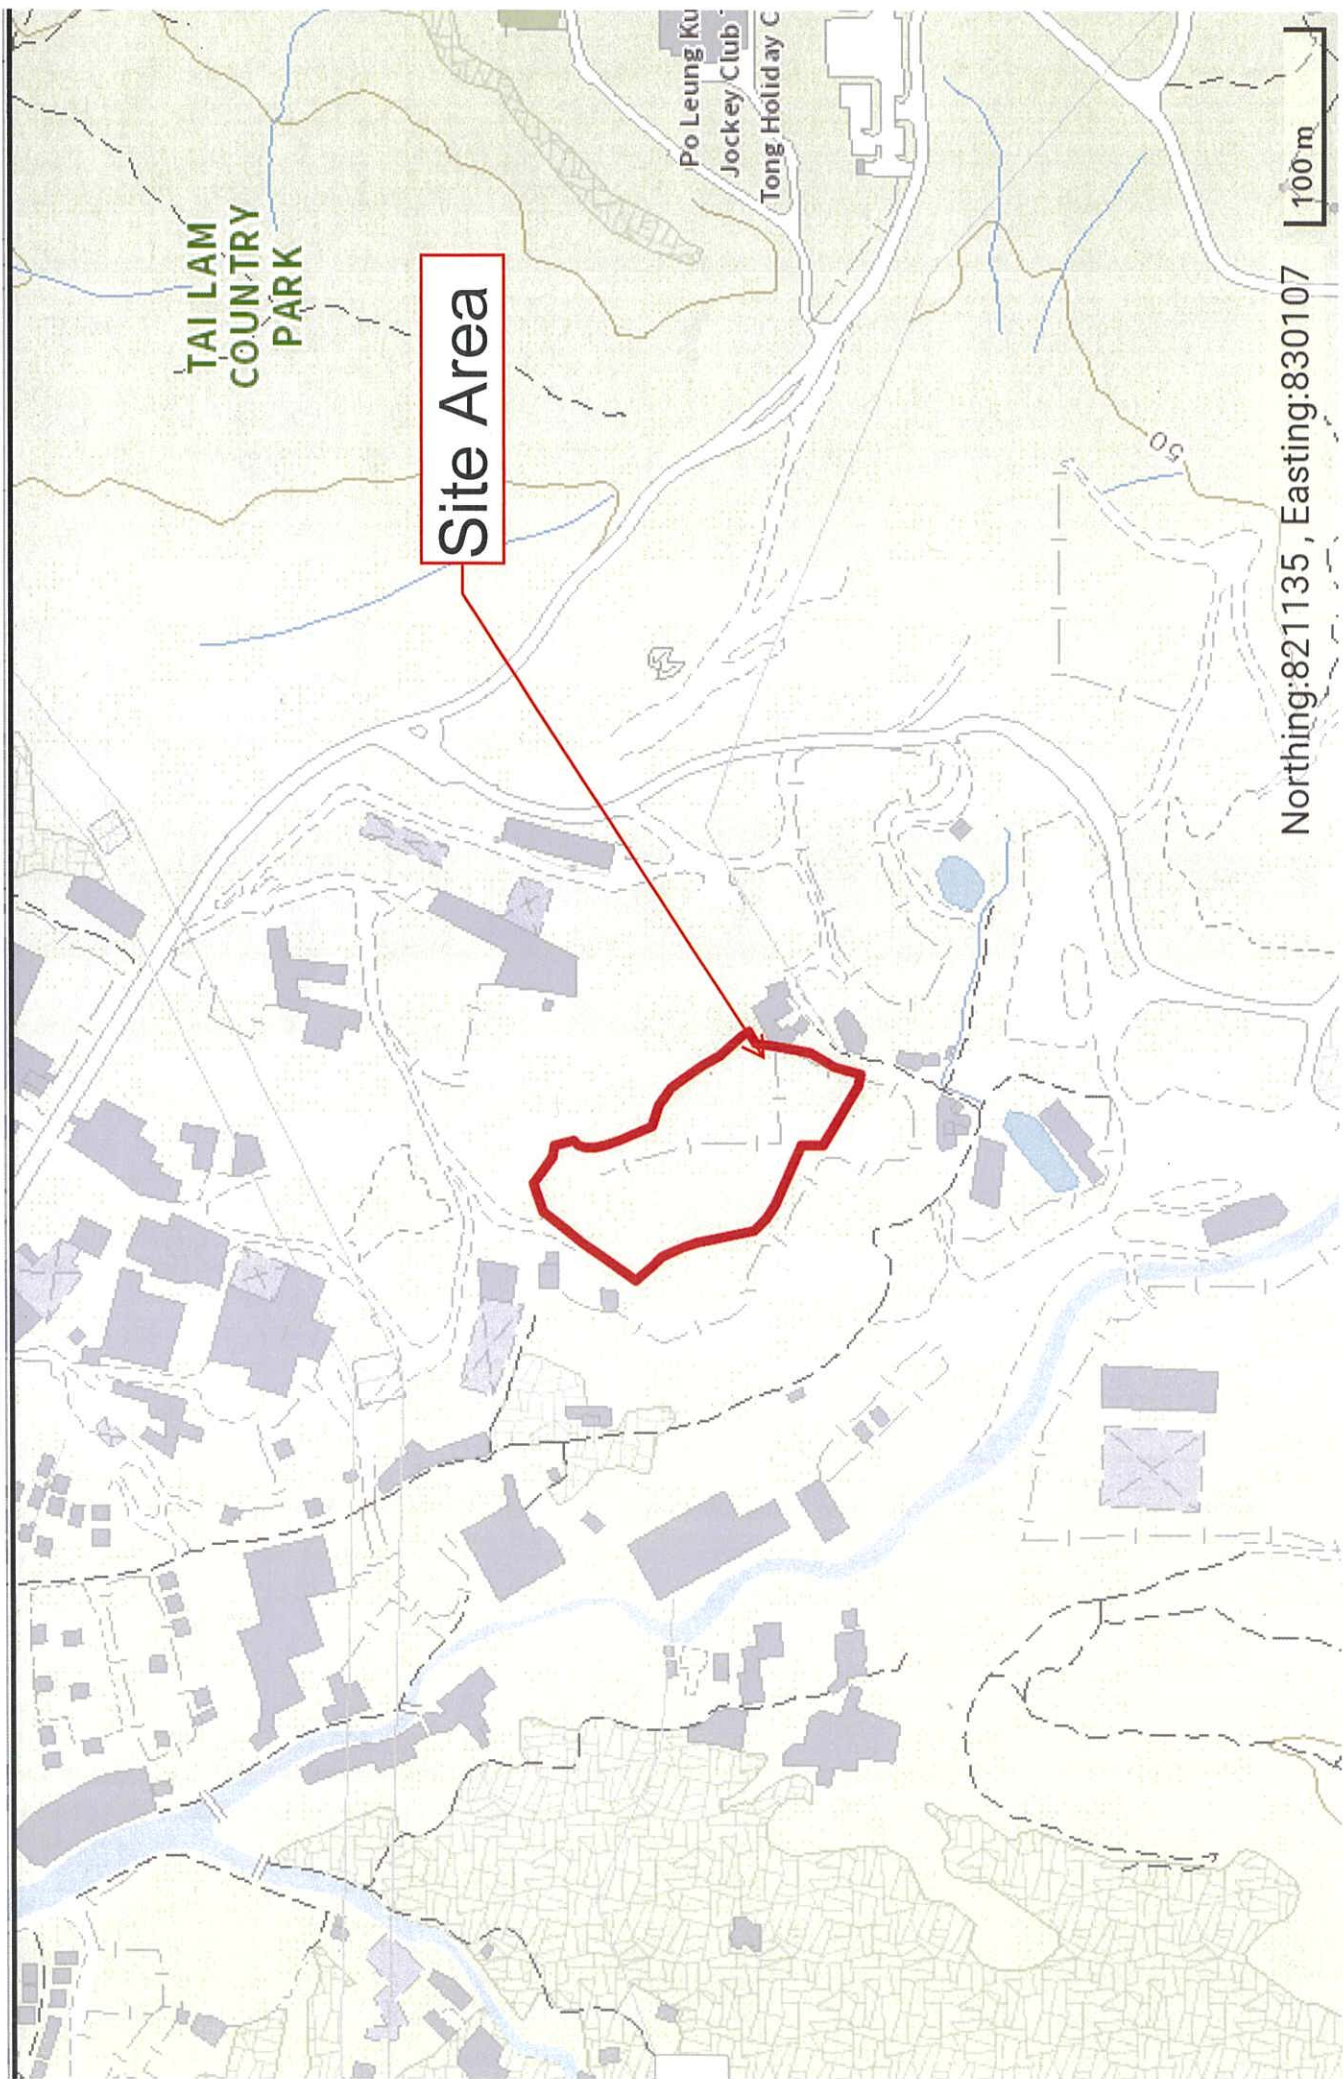 TAI LAM
COUNTRY
PARK
Site Area
Po Leung Ku
Jockey Club
Tong Holiday C
50
Northing:821135 , Easting:830107
100 m